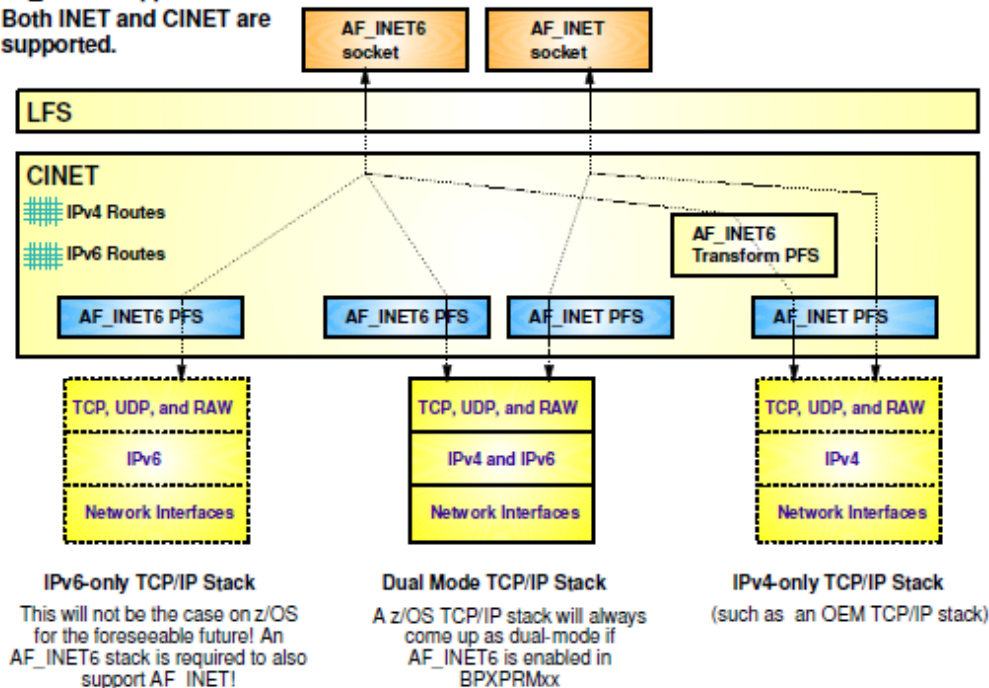 Both INET and CINET are
supported.
AF_INET6
socket
AF_INET
socket
LFS
CINET
IPv4 Routes
IPv6 Routes
AF_INET6
Transform PFS
AF_INET6 PFS
AF_INET6 PFS
AF_INET PFS
AF_INET PFS
TCP, UDP, and RAW
IPv6
Network Interfaces
TCP, UDP, and RAW
IPv4 and IPv6
Network Interfaces
TCP, UDP, and RAW
IPv4
Network Interfaces
IPv6-only TCP/IP Stack
This will not be the case on z/OS
for the foreseeable future! An
AF_INET6 stack is required to also
support AF_INET!
Dual Mode TCP/IP Stack
A z/OS TCP/IP stack will always
come up as dual-mode if
AF_INET6 is enabled in
BPXPRMxx
IPv4-only TCP/IP Stack
(such as an OEM TCP/IP stack)